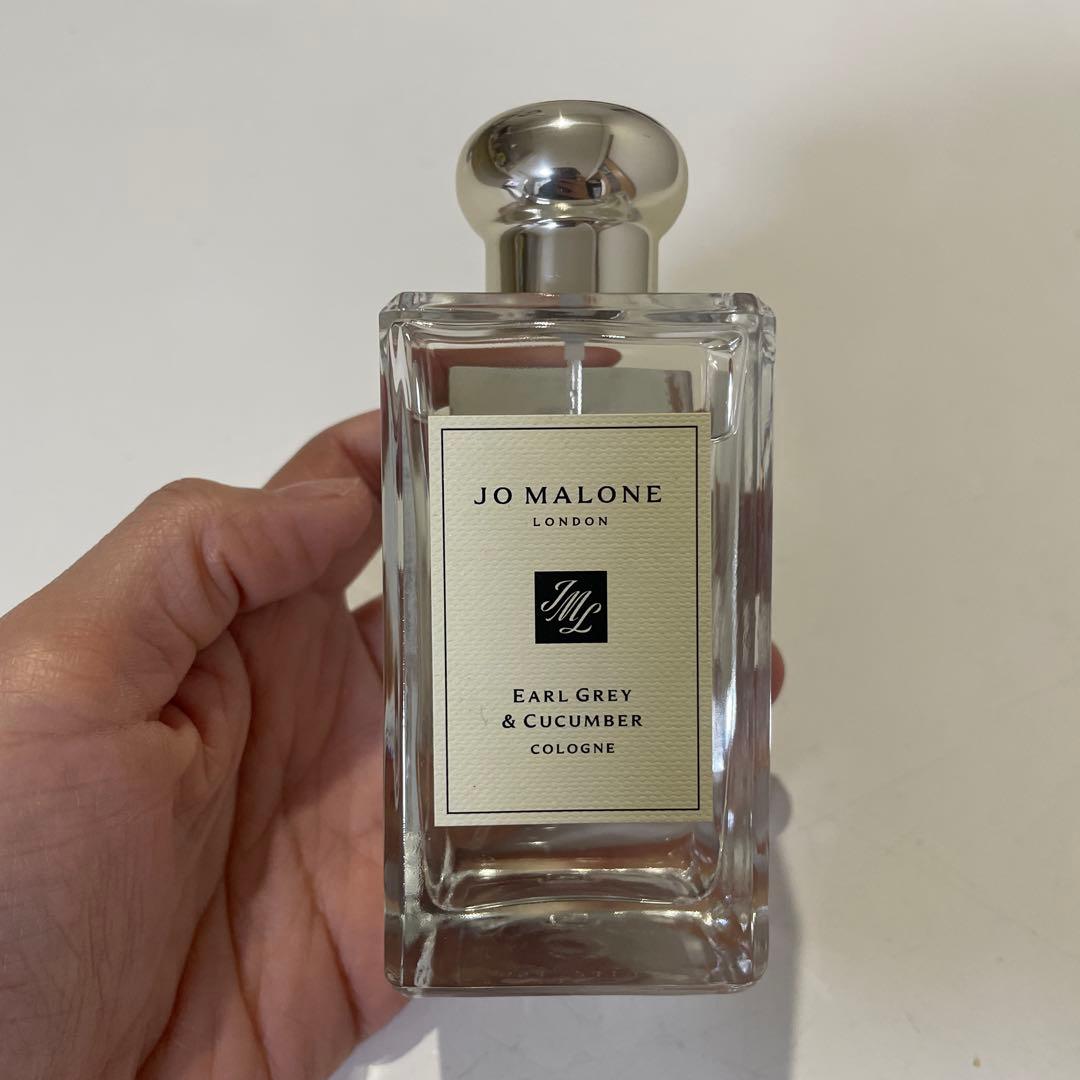 JO MALONE
LONDON
JML
EARL GREY
& CUCUMBER
COLOGNE